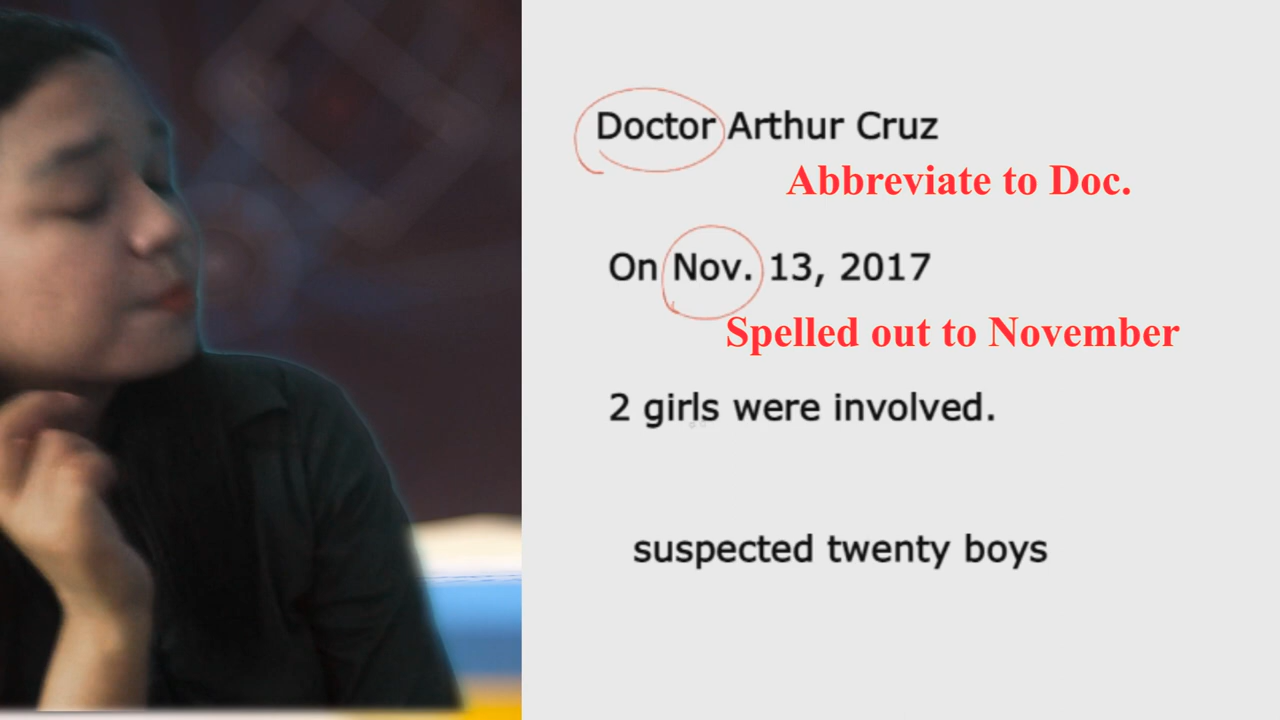 Doctor Arthur Cruz
Abbreviate to Doc.
On Nov. 13, 2017
Spelled out to November
2 girls were involved.
suspected twenty boys